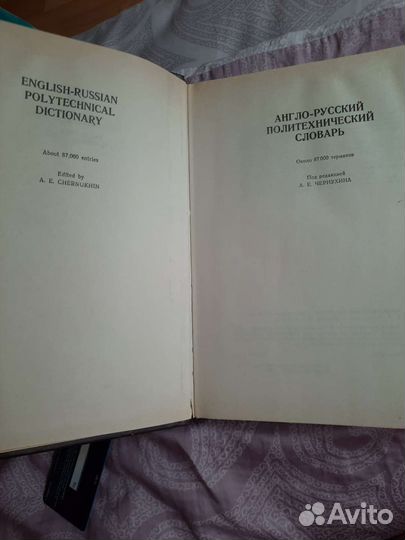 ENGLISH-RUSSIAN
POLYTECHNICAL
DICTIONARY
About 87,000 entries
Edited by
A. E. CHERNUKHIN
АНГЛО-РУССКИЙ
ПОЛИТЕХНИЧЕСКИЙ
СЛОВАРЬ
Около 87 000 терминов
Под редакцией
А. Е. ЧЕРНУХИНА
Avito